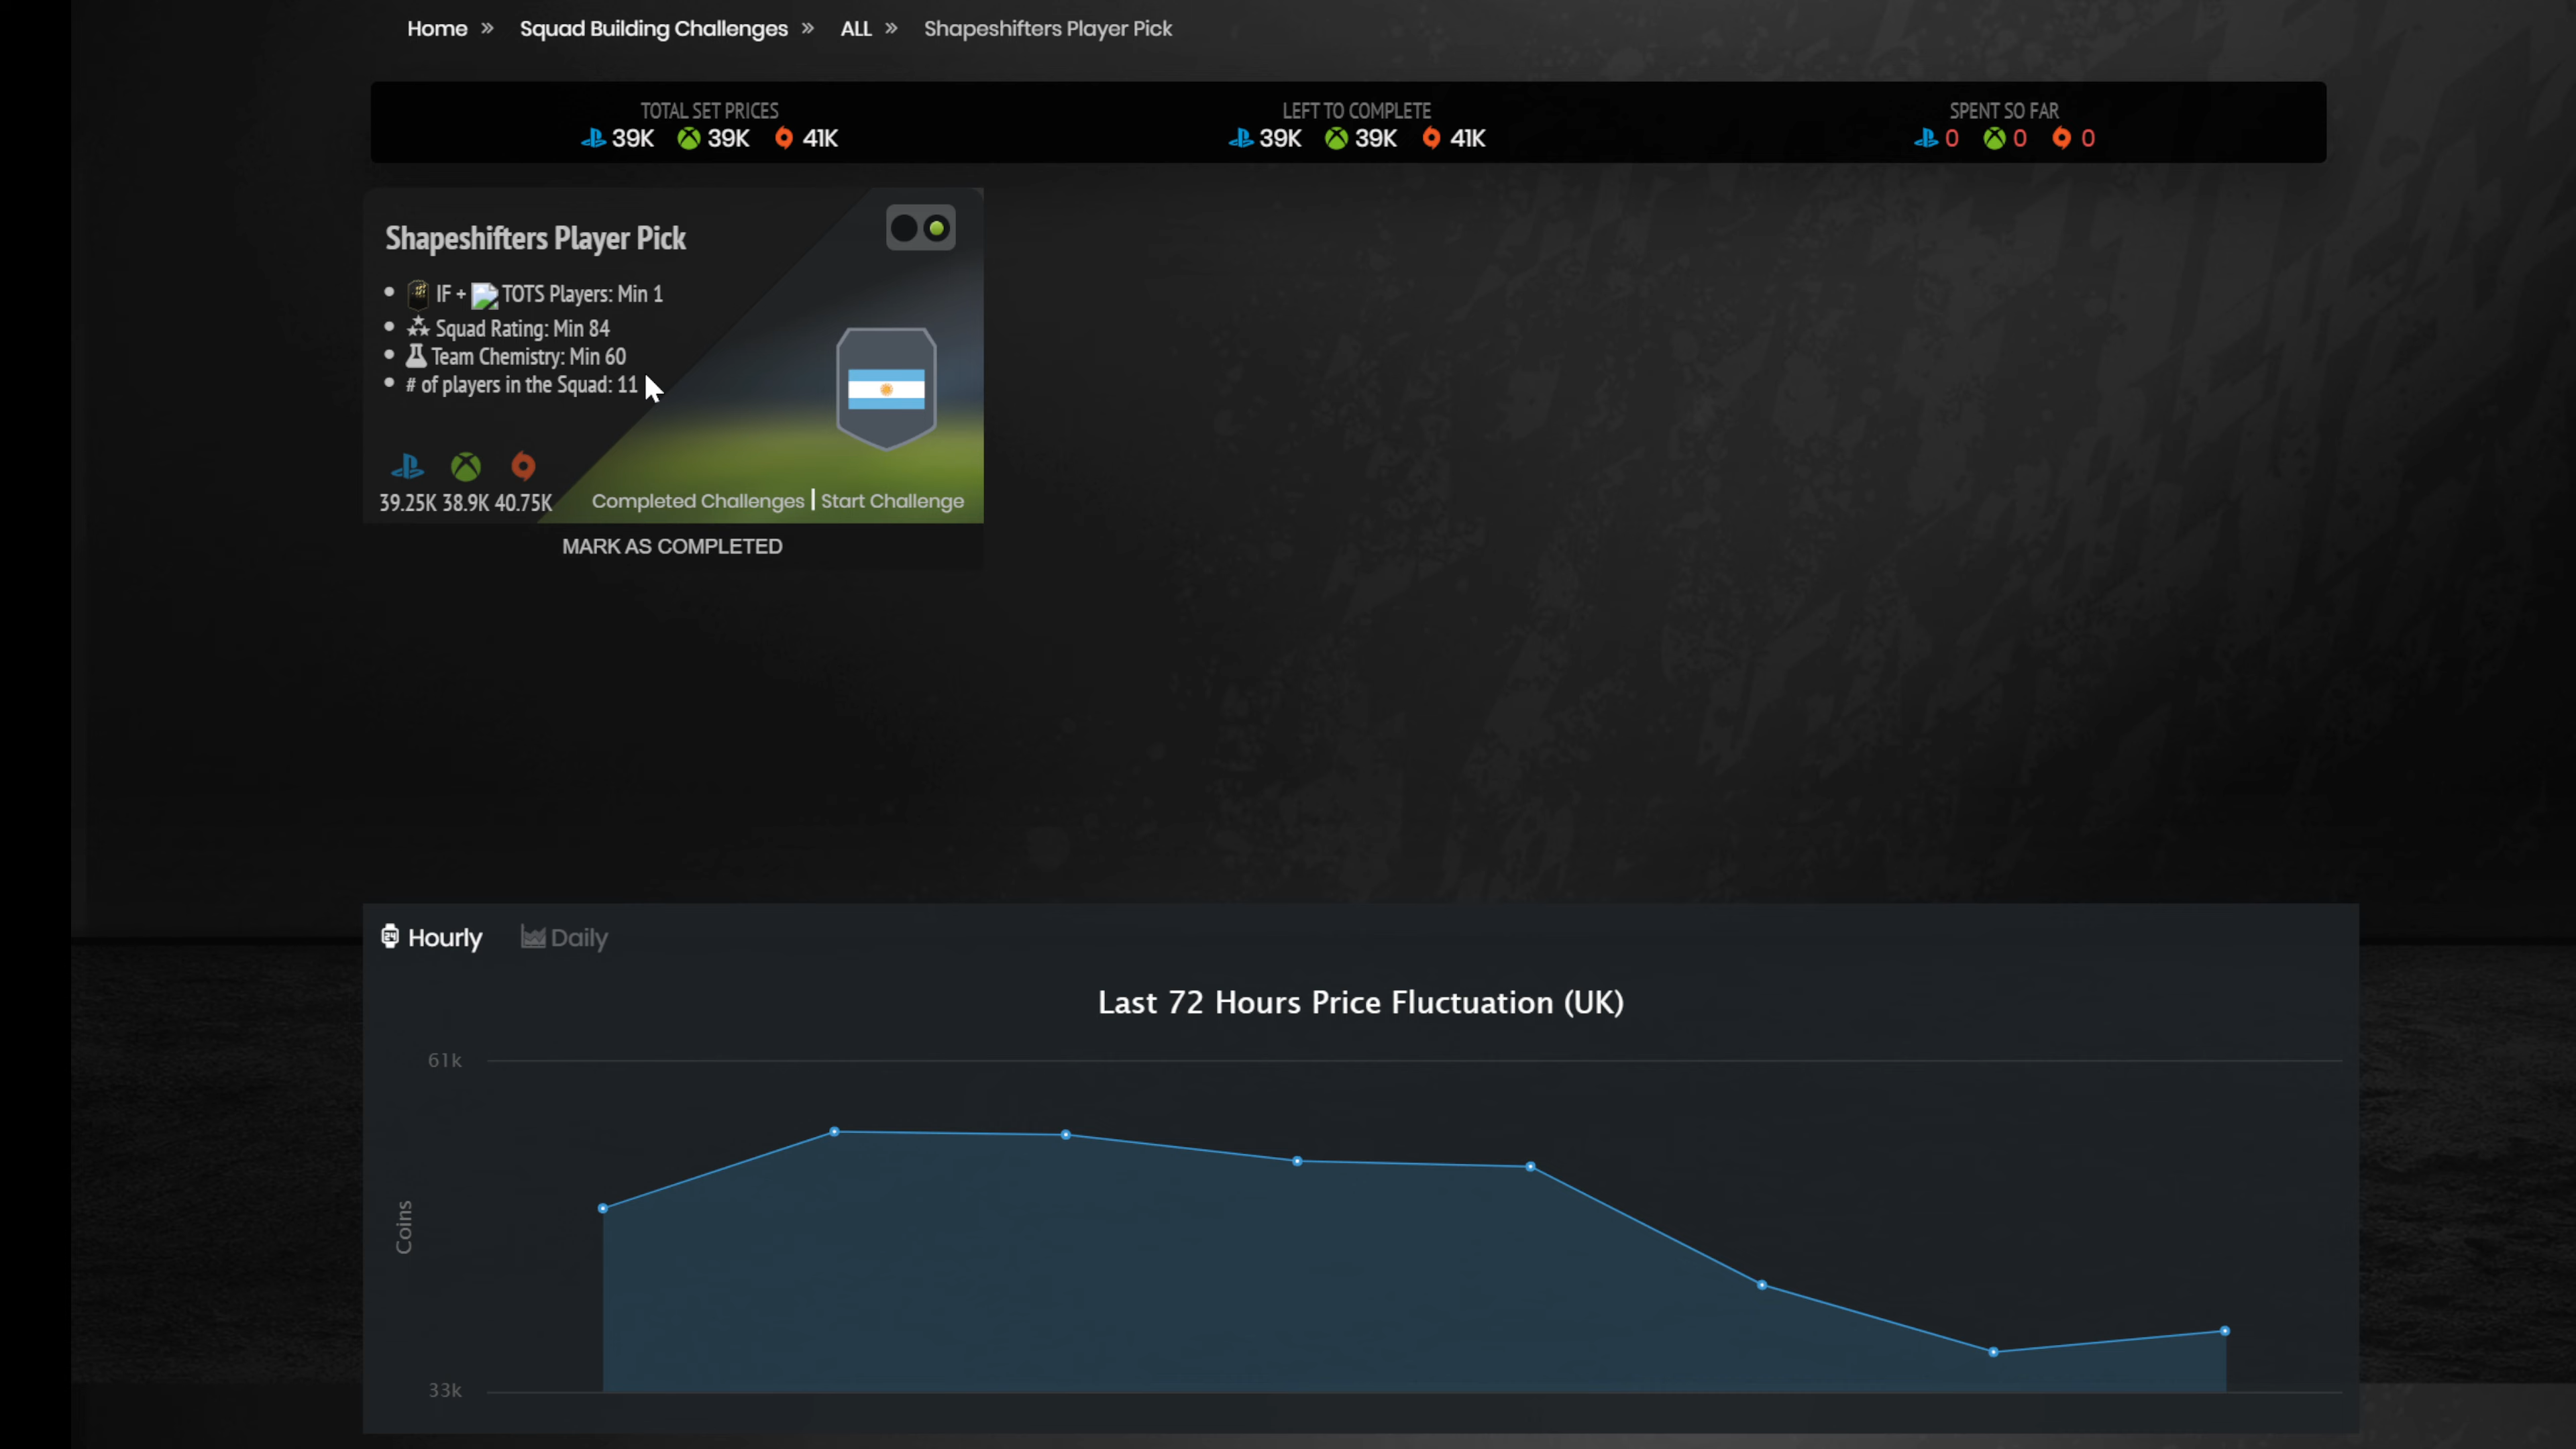 Home » Squad Building Challenges » ALL » Shapeshifters Player Pick
TOTAL SET PRICES
39K 39K 41K
LEFT TO COMPLETE
39K 39K 41K
SPENT SO FAR
0 0 0
Shapeshifters Player Pick
IF + TOTS Players: Min 1
Squad Rating: Min 84
Team Chemistry: Min 60
# of players in the Squad: 11
39.25K 38.9K 40.75K
Completed Challenges | Start Challenge
MARK AS COMPLETED
24 Hourly Daily
Last 72 Hours Price Fluctuation (UK)
61k
Coins
33k